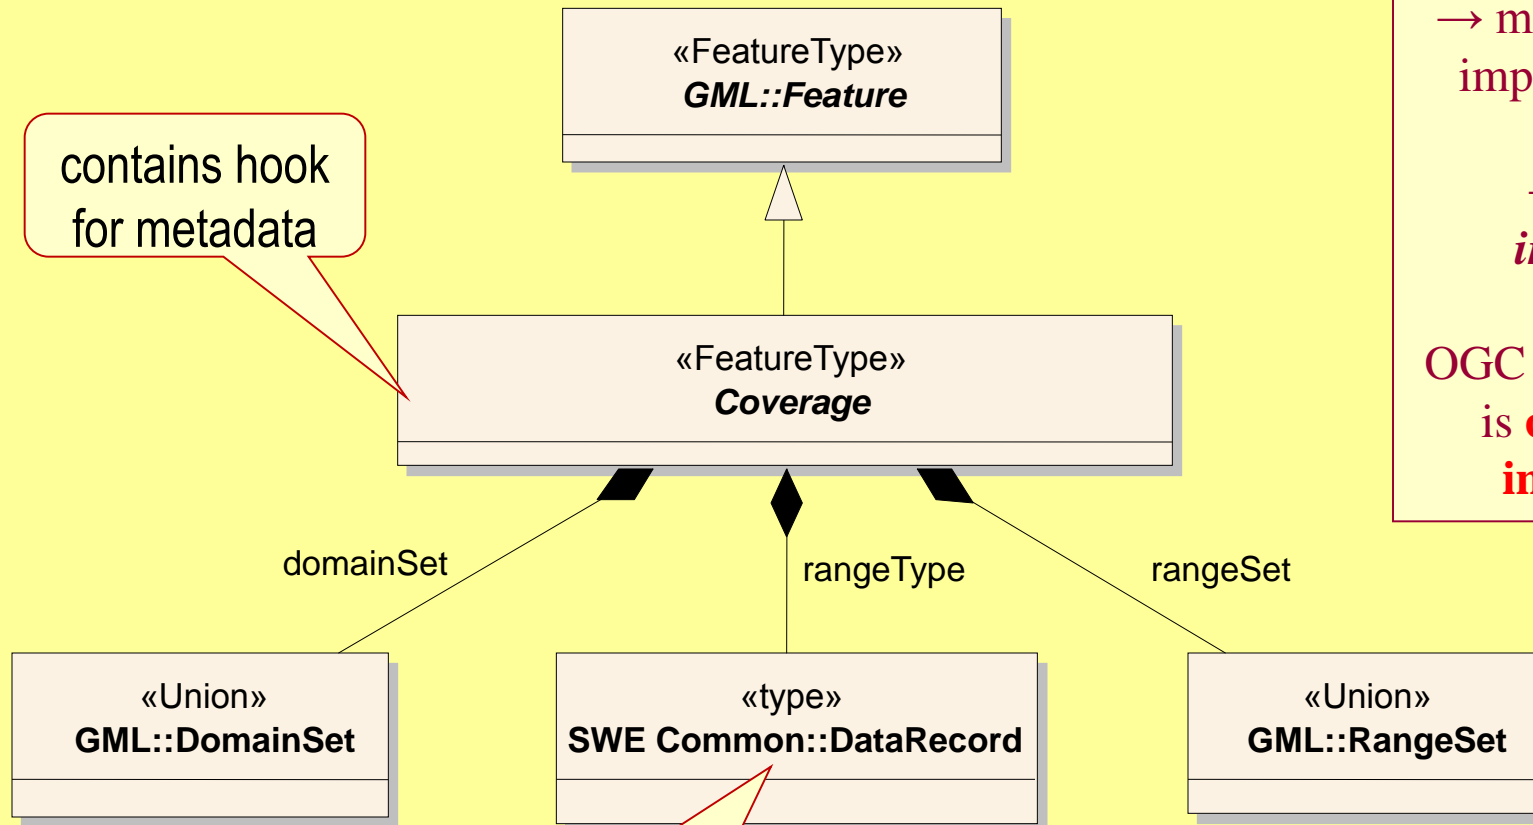 «FeatureType»
GML::Feature
contains hook
for metadata
«FeatureType»
Coverage
domainSet
rangeType
rangeSet
«Union»
GML::DomainSet
«type»
SWE Common::DataRecord
«Union»
GML::RangeSet
→
OGC
is